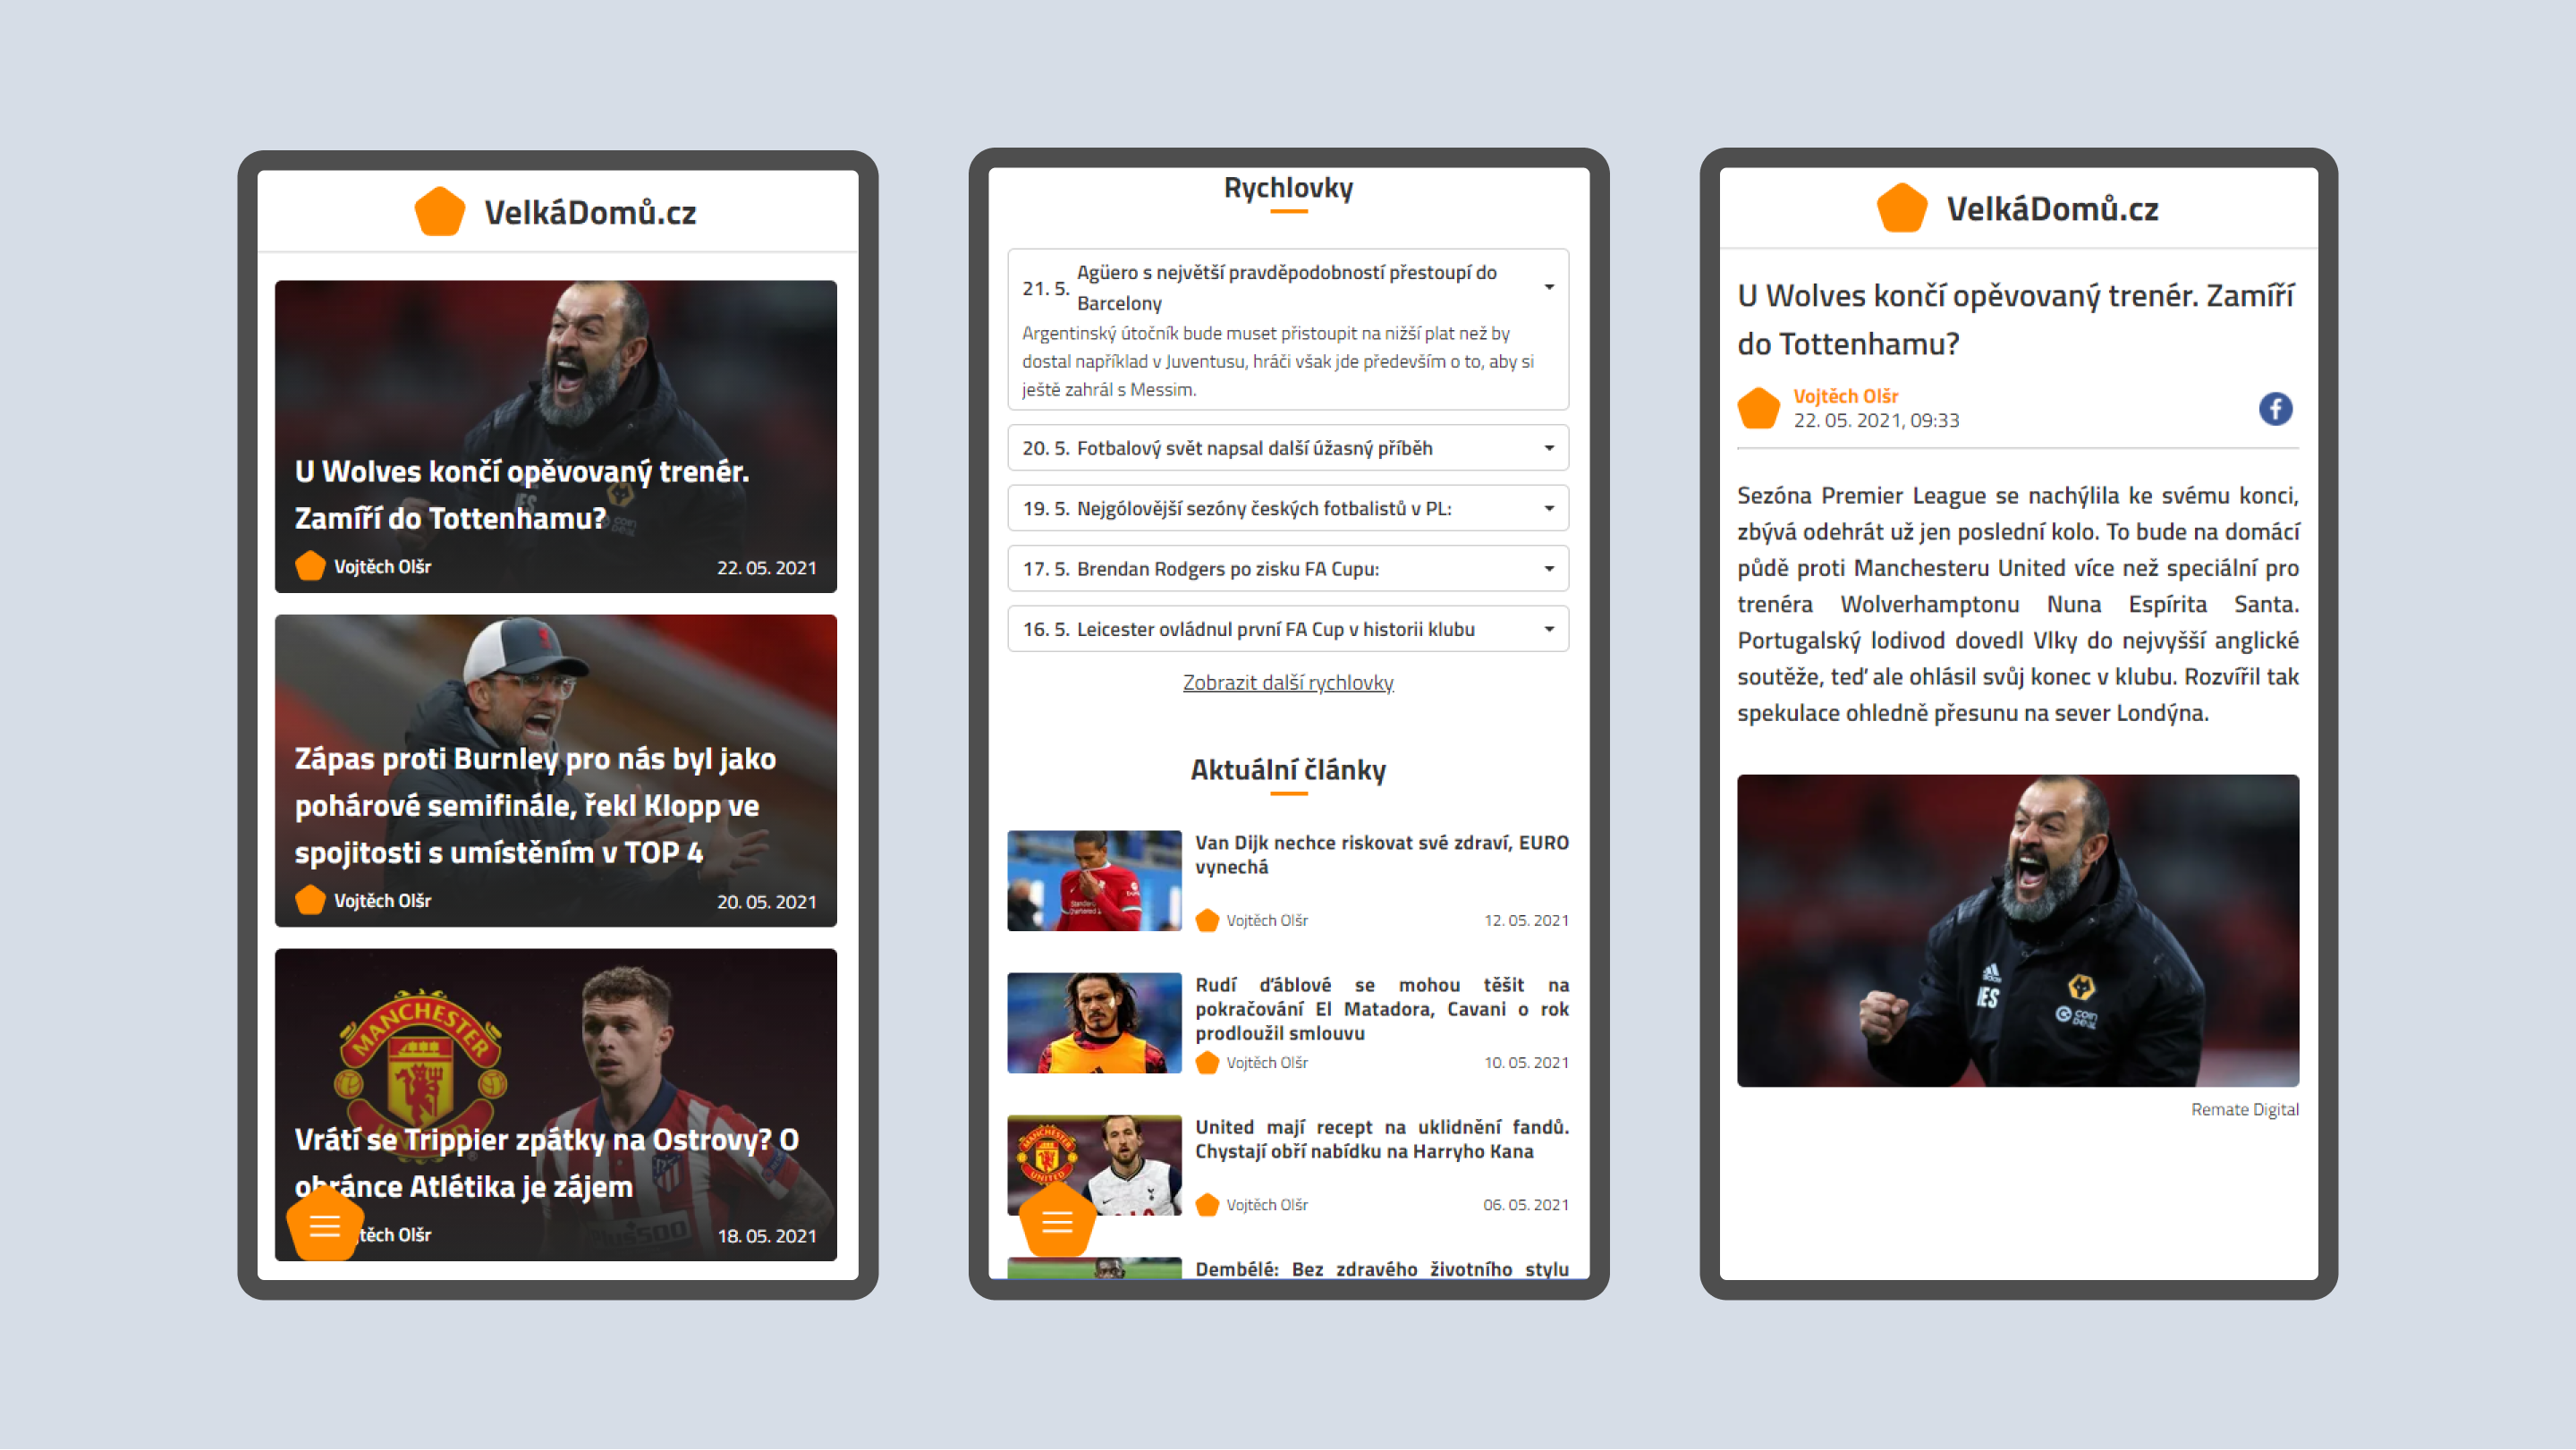 VelkáDomů.cz
U Wolves končí opěvovaný trenér.
Zamíří do Tottenhamu?
Vojtěch Olšr
22. 05. 2021
Zápas proti Burnley pro nás byl jako
pohárové semifinále, řekl Klopp ve
spojitosti s umístěním v TOP 4
Vojtěch Olšr
20. 05. 2021
MANCHESTER
Vrátí se Trippier zpátky na Ostrovy? O
obránce Atlétika je zájem
těch Olšr
18. 05. 2021
Rychlovky
21. 5. Agüero s největší pravděpodobností přestoupí do
Barcelony
Argentinský útočník bude muset přistoupit na nižší plat než by
dostal například v Juventusu, hráči však jde především o to, aby si
ještě zahrál s Messim.
20. 5. Fotbalový svět napsal další úžasný příběh
19. 5. Nejgólovější sezóny českých fotbalistů v PL:
17. 5. Brendan Rodgers po zisku FA Cupu:
16. 5. Leicester ovládnul první FA Cup v historii klubu
Zobrazit další rychlovky
Aktuální články
Van Dijk nechce riskovat své zdraví, EURO
vynechá
Vojtěch Olšr
12. 05. 2021
Rudí ďáblové se mohou těšit na
pokračování El Matadora, Cavani o rok
prodloužil smlouvu
Vojtěch Olšr
10. 05. 2021
MANCHESTER
UNITED
United mají recept na uklidnění fandů.
Chystají obří nabídku na Harryho Kana
Vojtěch Olšr
06. 05. 2021
Dembélé: Bez zdravého životního stylu
VelkáDomů.cz
U Wolves končí opěvovaný trenér. Zamíří
do Tottenhamu?
Vojtěch Olšr
22. 05. 2021, 09:33
Sezóna Premier League se nachýlila ke svému konci,
zbývá odehrát už jen poslední kolo. To bude na domácí
půdě proti Manchesteru United více než speciální pro
trenéra Wolverhamptonu Nuna Espírita Santa.
Portugalský lodivod dovedl Vlky do nejvyšší anglické
soutěže, teď ale ohlásil svůj konec v klubu. Rozvířil tak
spekulace ohledně přesunu na sever Londýna.
adidas
COIN
DEAL
Remate Digital